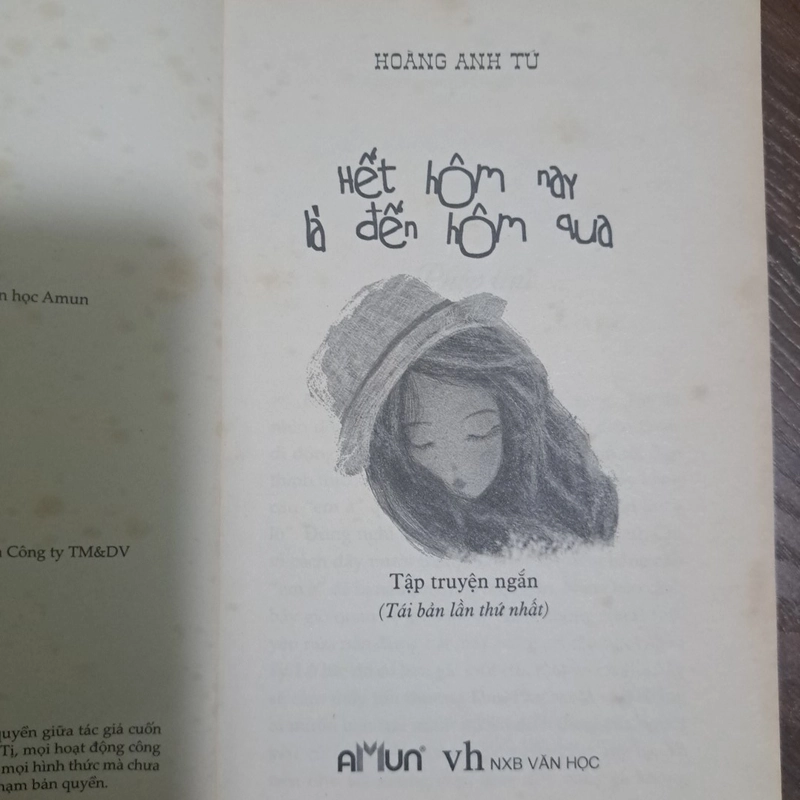 n học Amun
Công ty TM&DV
quyền giữa tác giả cuốn
Tị, mọi hoạt động công
mọi hình thức mà chưa
phạm bản quyền.
HOÀNG ANH TÚ
Hết hôm nay
là đến hôm qua
Tập truyện ngắn
(Tái bản lần thứ nhất)
AMUN vh NXB VĂN HỌC